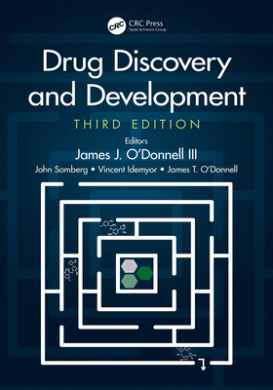 CRC
CRC Press
Taylor & Francis Group
Drug Discovery
and Development
THIRD EDITION
Editors
James J. O'Donnell III
John Somberg • Vincent Idemyor • James T. O'Donnell